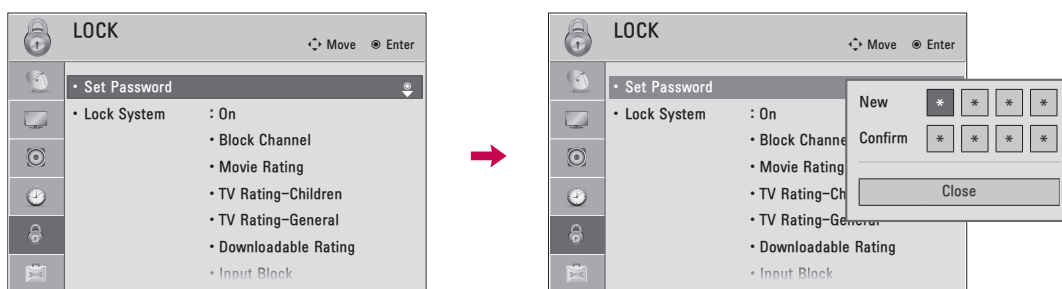 LOCK
Move Enter
• Set Password
• Lock System : On
• Block Channel
• Movie Rating
• TV Rating-Children
• TV Rating-General
• Downloadable Rating
• Input Block
LOCK
Move Enter
• Set Password
• Lock System : On
• Block Channe
• Movie Rating
• TV Rating-Ch
• TV Rating-General
• Downloadable Rating
• Input Block
New * * * *
Confirm * * * *
Close